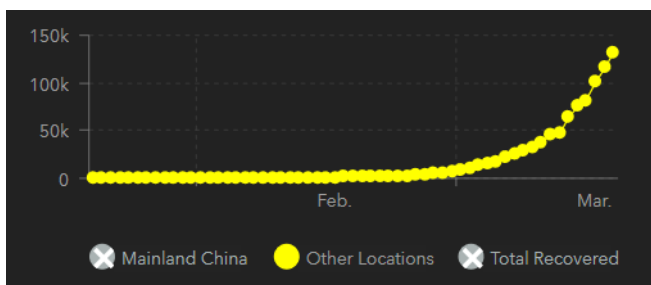 150k
100k
50k
0
Feb. Mar.
Mainland China Other Locations Total Recovered